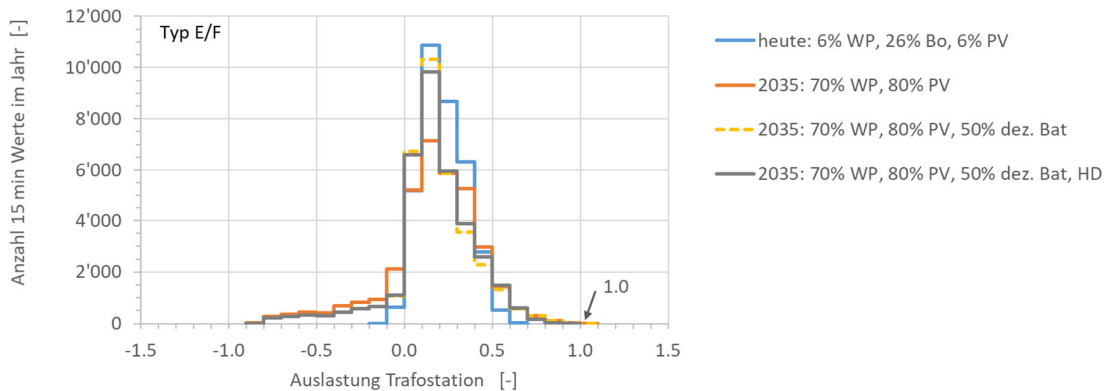 Anzahl 15 min Werte im Jahr [-]
12'000
10'000
8'000
6'000
4'000
2'000
0
Typ E/F
1.0
-1.5
-1.0
-0.5
0.0
0.5
1.0
1.5
Auslastung Trafostation [-]
heute: 6% WP, 26% Bo, 6% PV
2035: 70% WP, 80% PV
2035: 70% WP, 80% PV, 50% dez. Bat
2035: 70% WP, 80% PV, 50% dez. Bat, HD